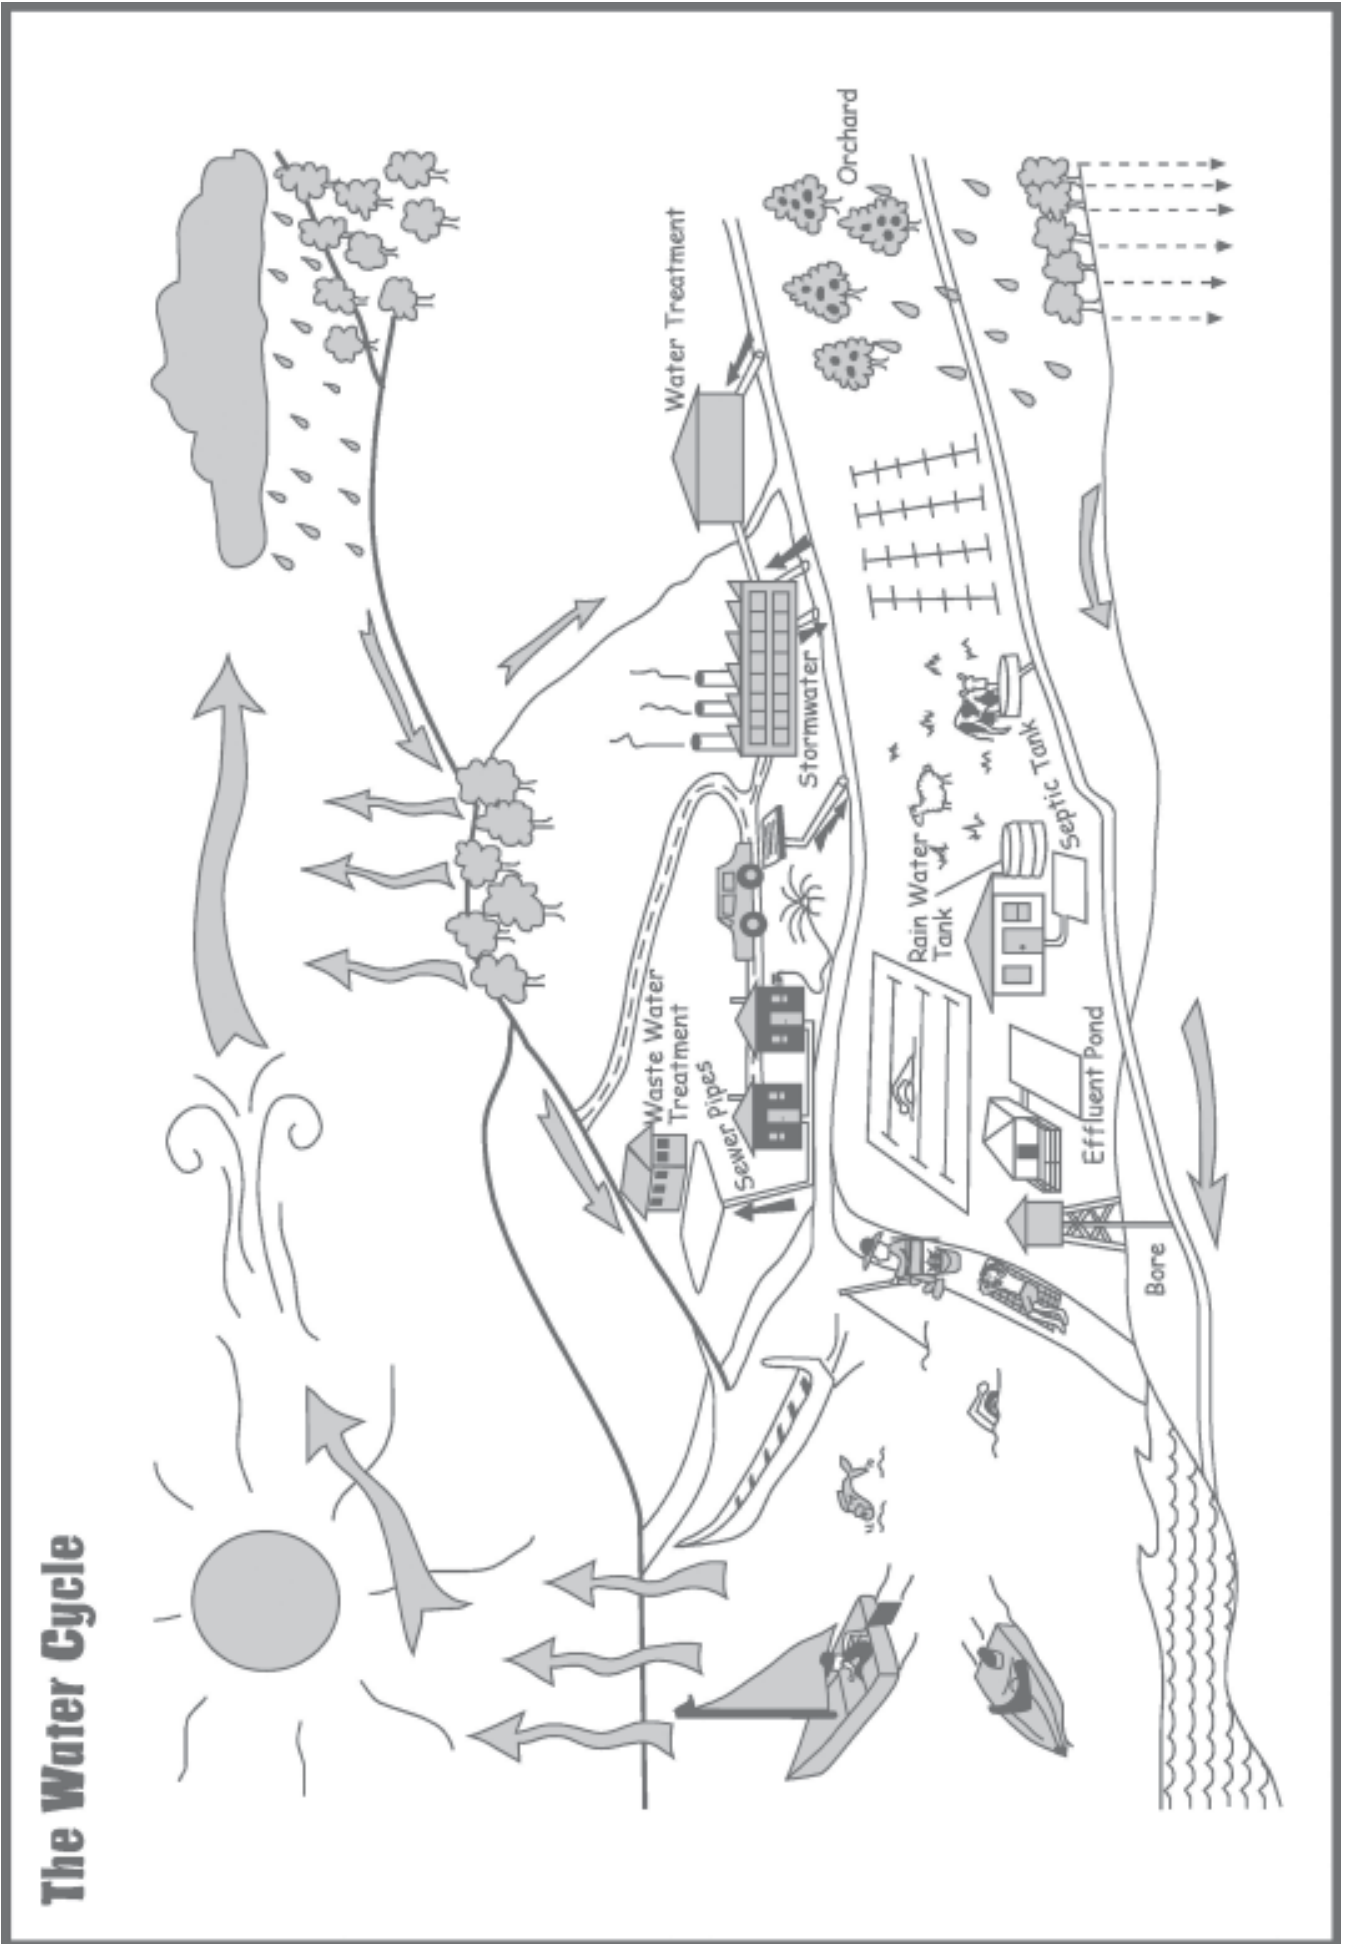 The Water Cycle
Water Treatment
Orchard
Waste Water
Treatment
Sewer Pipes
Stormwater
Rain Water
Tank
Septic Tank
Effluent Pond
Bore